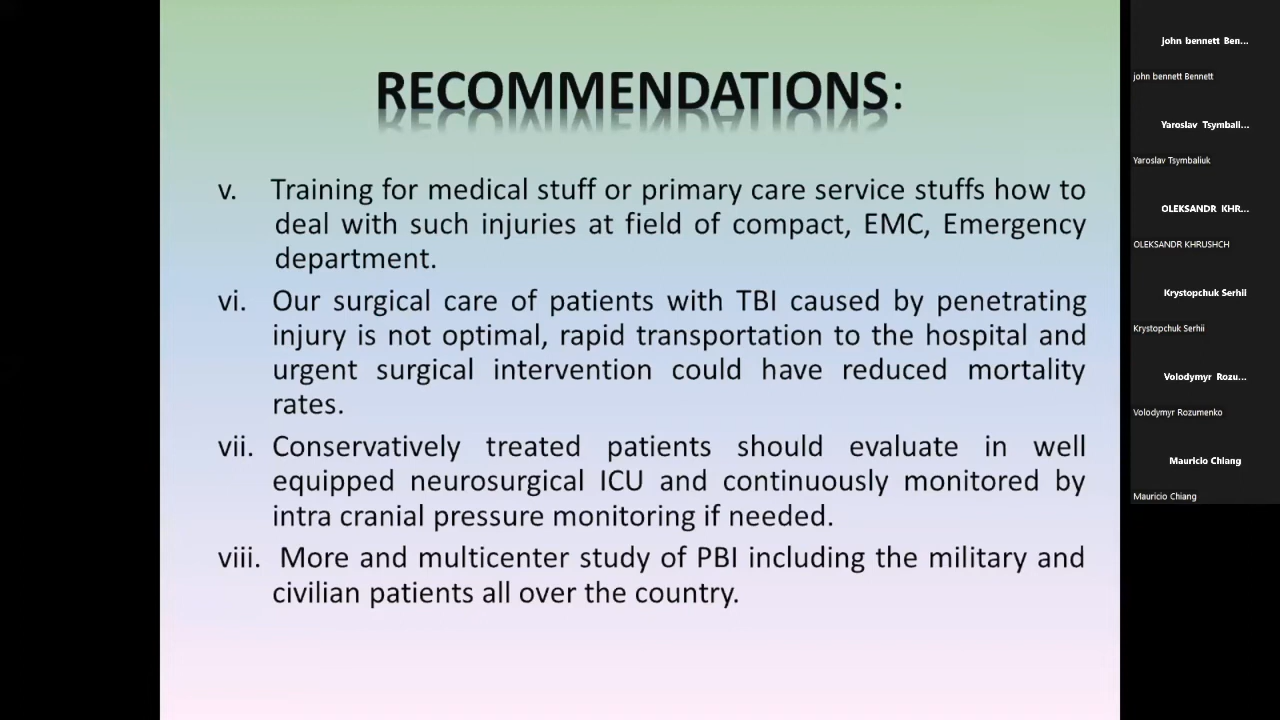 RECOMMENDATIONS:
v. Training for medical stuff or primary care service stuffs how to
deal with such injuries at field of compact, EMC, Emergency
department.
vi. Our surgical care of patients with TBI caused by penetrating
injury is not optimal, rapid transportation to the hospital and
urgent surgical intervention could have reduced mortality
rates.
vii. Conservatively treated patients should evaluate in well
equipped neurosurgical ICU and continuously monitored by
intra cranial pressure monitoring if needed.
viii. More and multicenter study of PBI including the military and
civilian patients all over the country.
John bennett Ben...
john bennett Bennett
Yaroslav Tsymbali...
Yaroslav Tsymbaliuk
OLEKSANDR KHR...
OLEKSANDR KHRUSHCH
Krystopchuk Serhii
Krystopchuk Serhii
Volodymyr Rozu...
Volodymyr Rozumenko
Mauricio Chiang
Mauricio Chiang